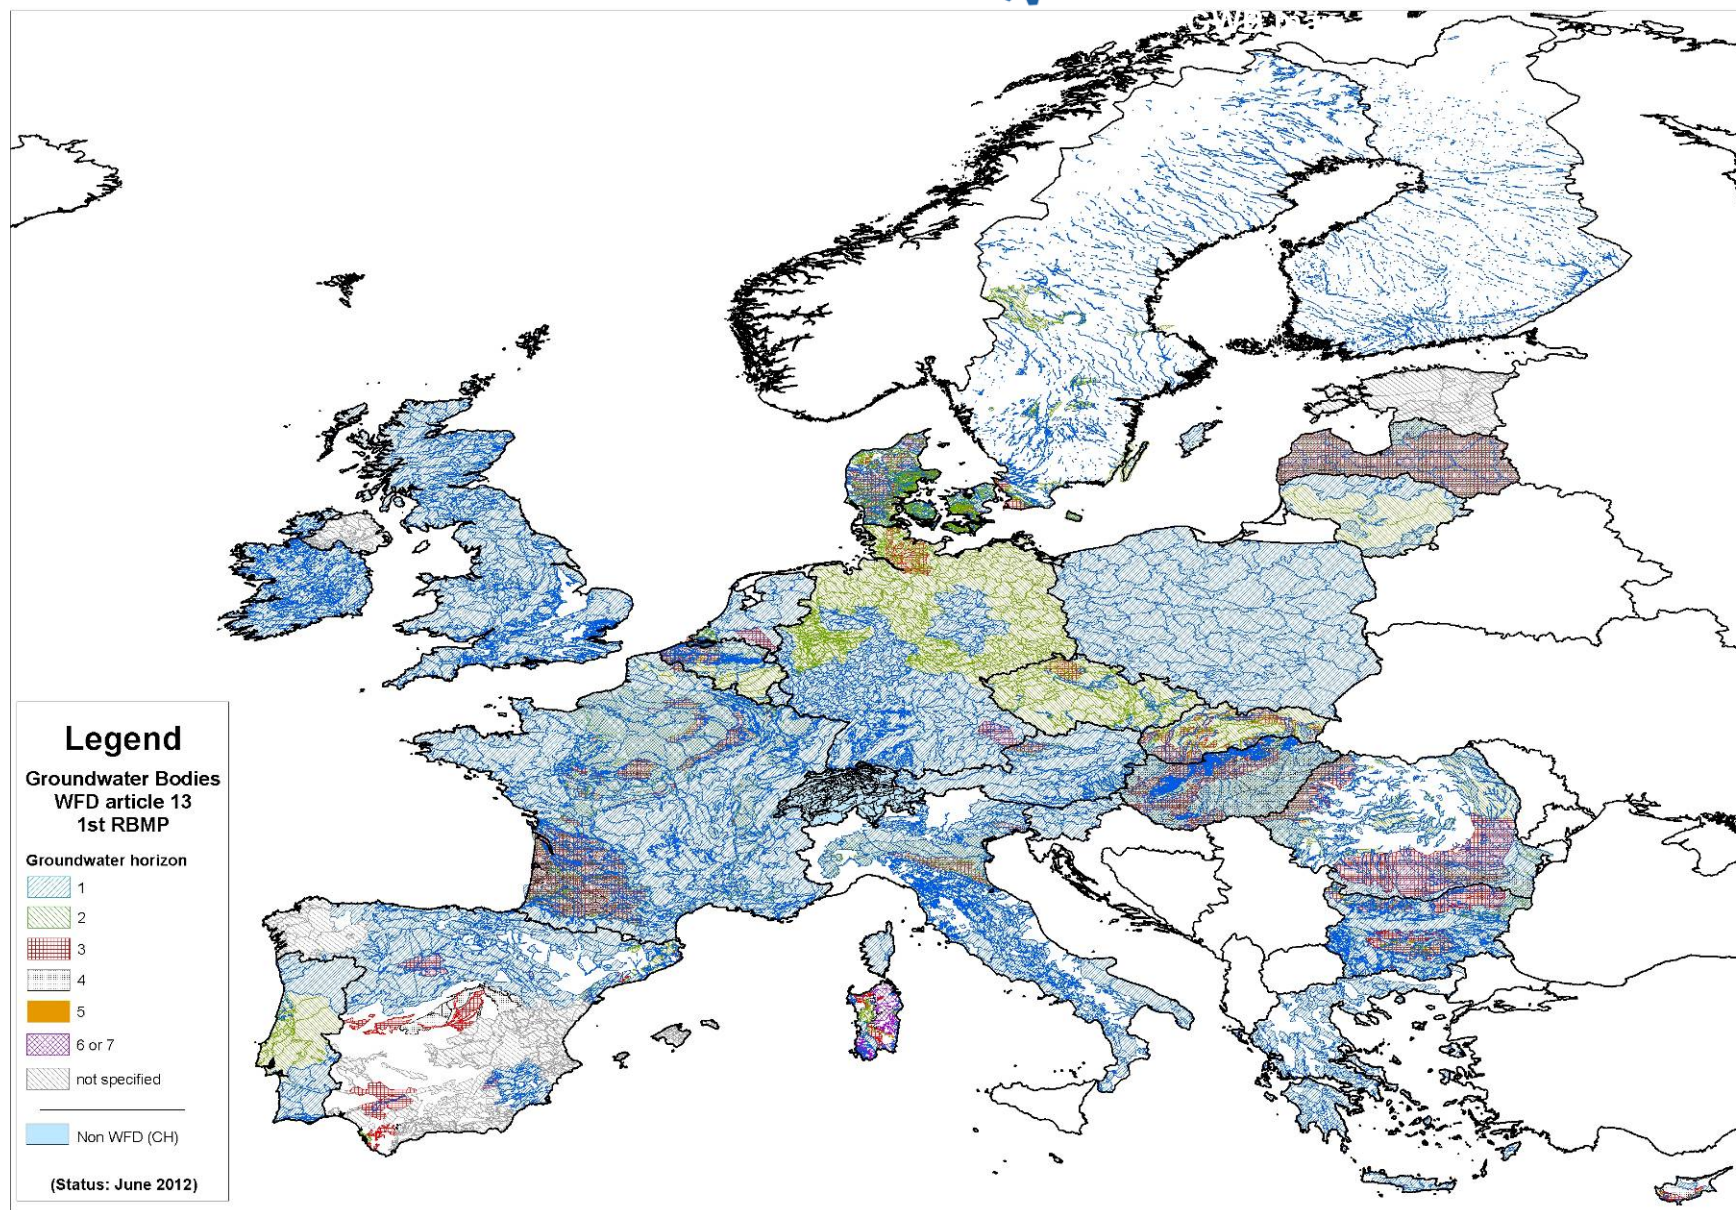 GWB
Legend
Groundwater Bodies
WFD article 13
1st RBMP
Groundwater horizon
1
2
3
4
5
6 or 7
not specified
Non WFD (CH)
(Status: June 2012)